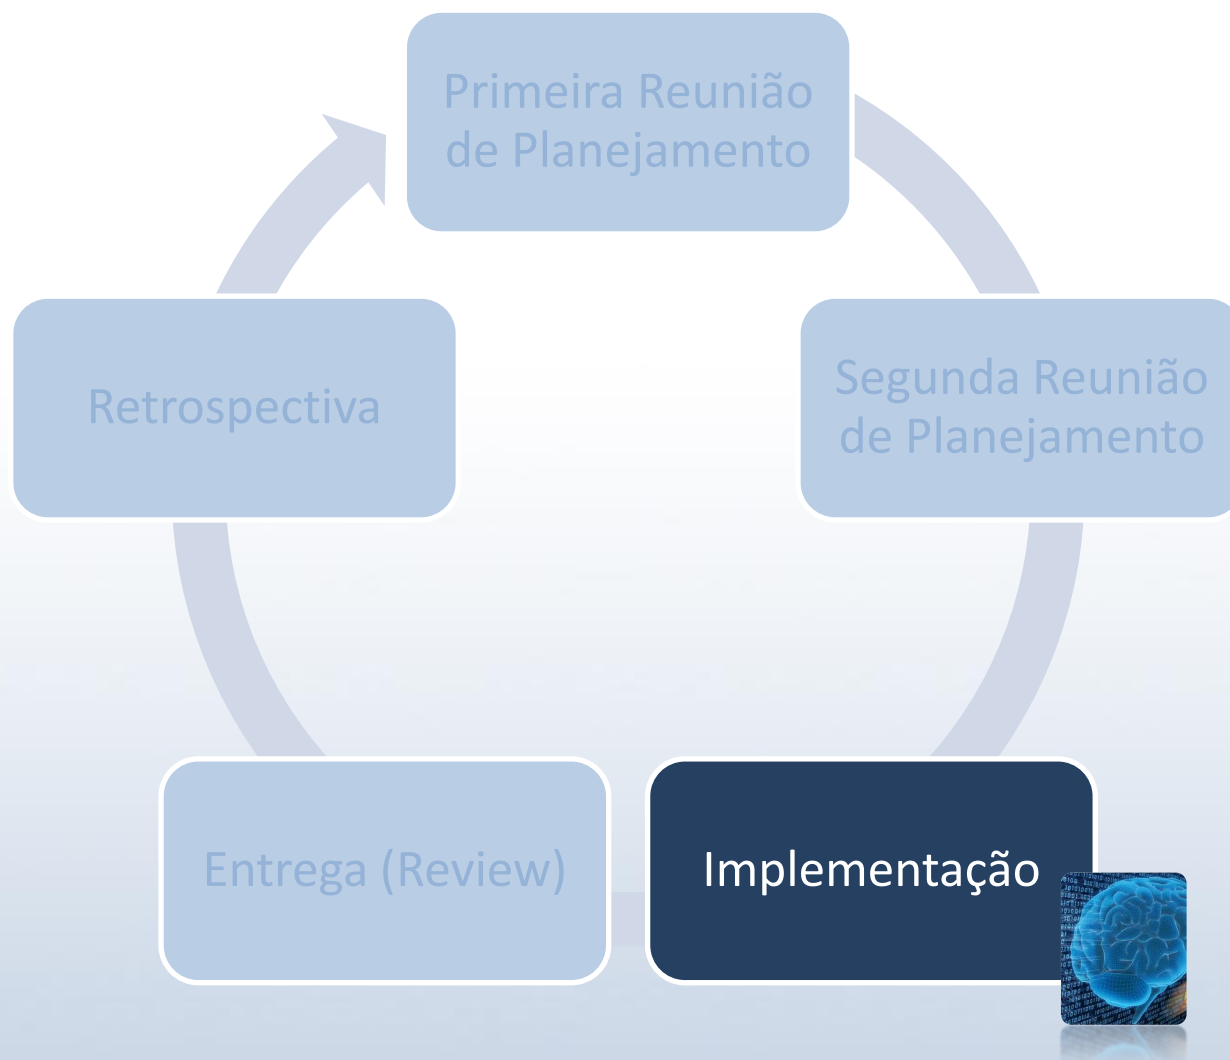 Primeira Reunião
de Planejamento
Segunda Reunião
de Planejamento
Retrospectiva
Entrega (Review)
Implementação